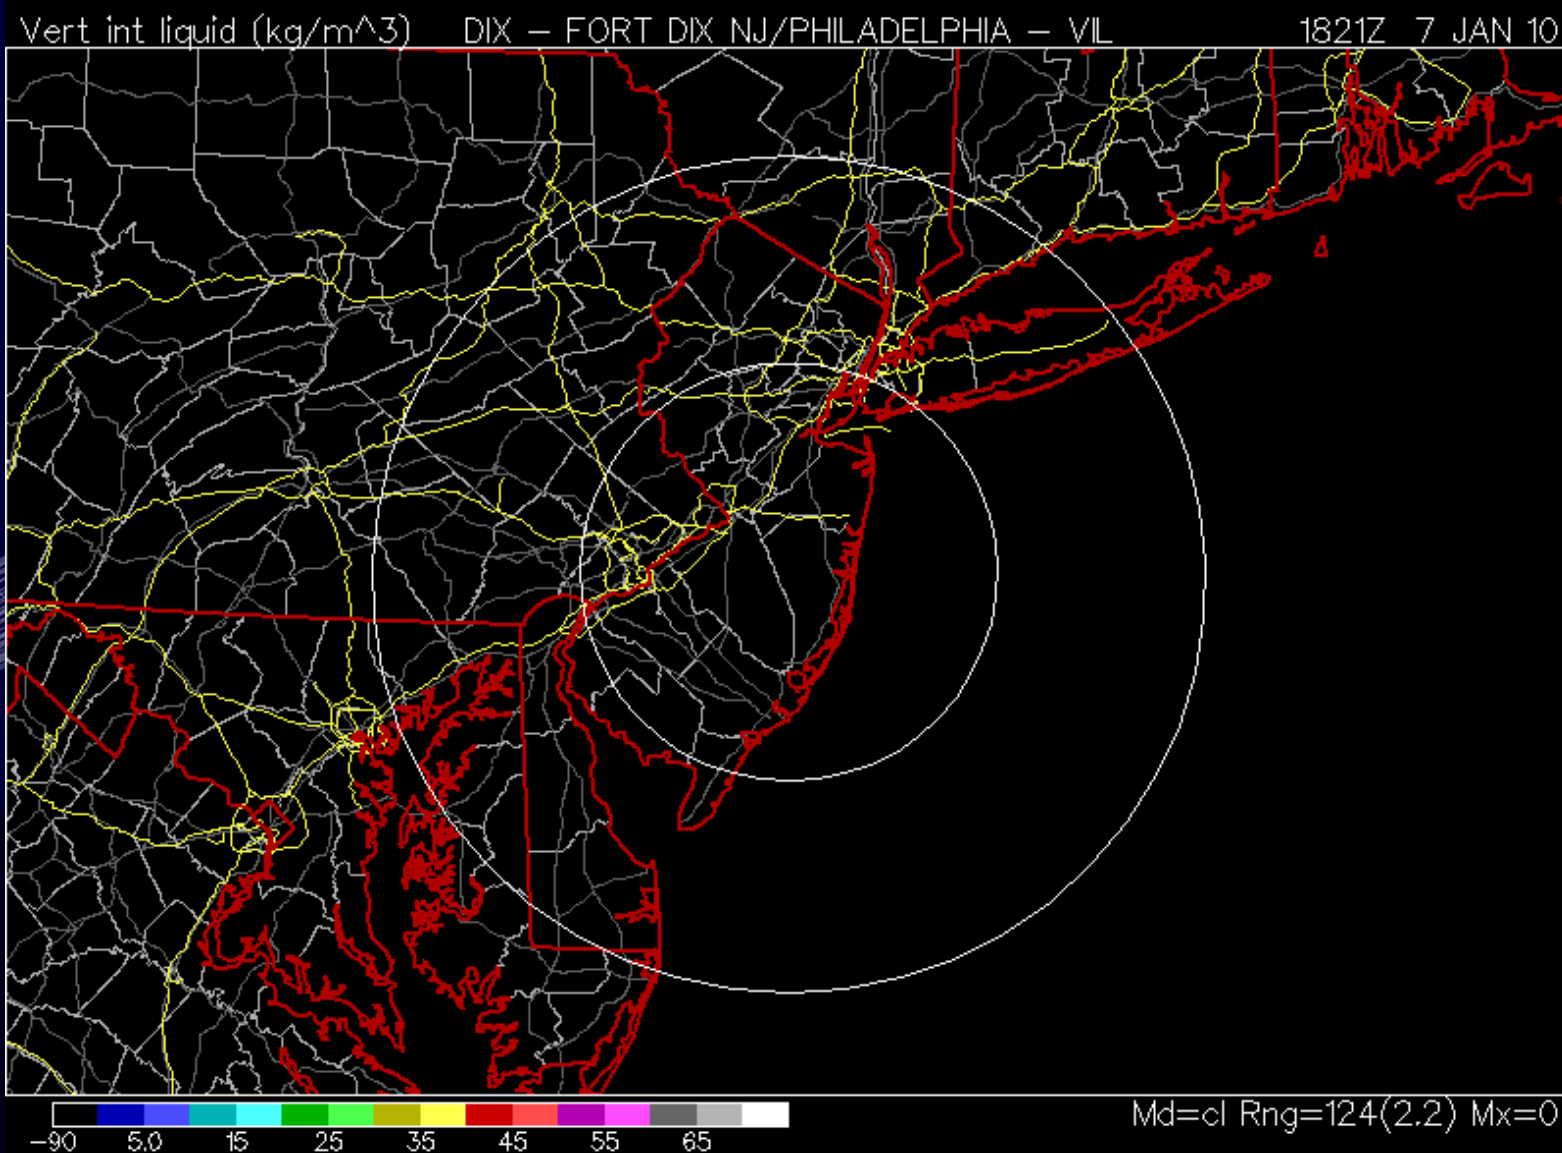 Vert int liquid (kg/m^3) DIX – FORT DIX NJ/PHILADELPHIA – VIL 1821Z 7 JAN 10
Md=cl Rng=124(2.2) Mx=0
–90 5.0 15 25 35 45 55 65